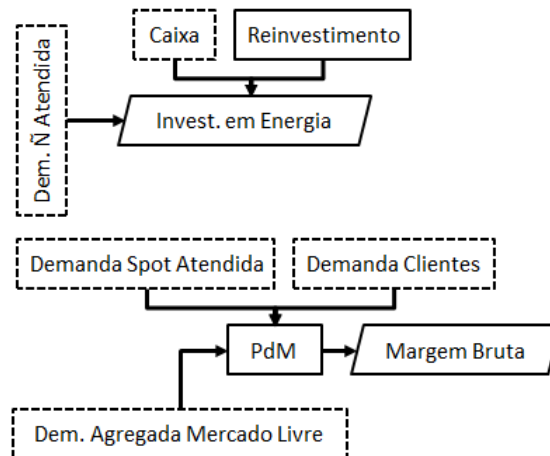 Caixa
Reinvestimento
Dem. Ñ Atendida
Invest. em Energia
Demanda Spot Atendida
Demanda Clientes
PdM
Margem Bruta
Dem. Agregada Mercado Livre